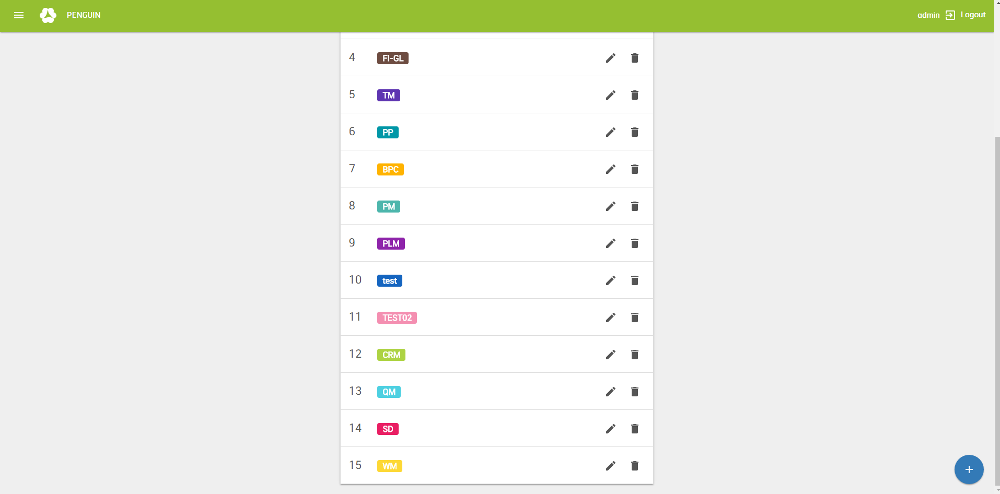 PENGUIN admin Logout
4 FI-GL
5 TM
6 PP
7 BPC
8 PM
9 PLM
10 test
11 TEST02
12 CRM
13 QM
14 SD
15 WM